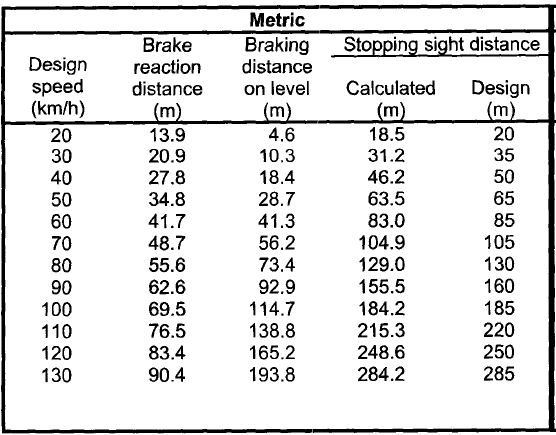 Metric
Design speed (km/h) Brake reaction distance (m) Braking distance on level (m) Stopping sight distance
Calculated (m) Design (m)
20 13.9 4.6 18.5 20
30 20.9 10.3 31.2 35
40 27.8 18.4 46.2 50
50 34.8 28.7 63.5 65
60 41.7 41.3 83.0 85
70 48.7 56.2 104.9 105
80 55.6 73.4 129.0 130
90 62.6 92.9 155.5 160
100 69.5 114.7 184.2 185
110 76.5 138.8 215.3 220
120 83.4 165.2 248.6 250
130 90.4 193.8 284.2 285